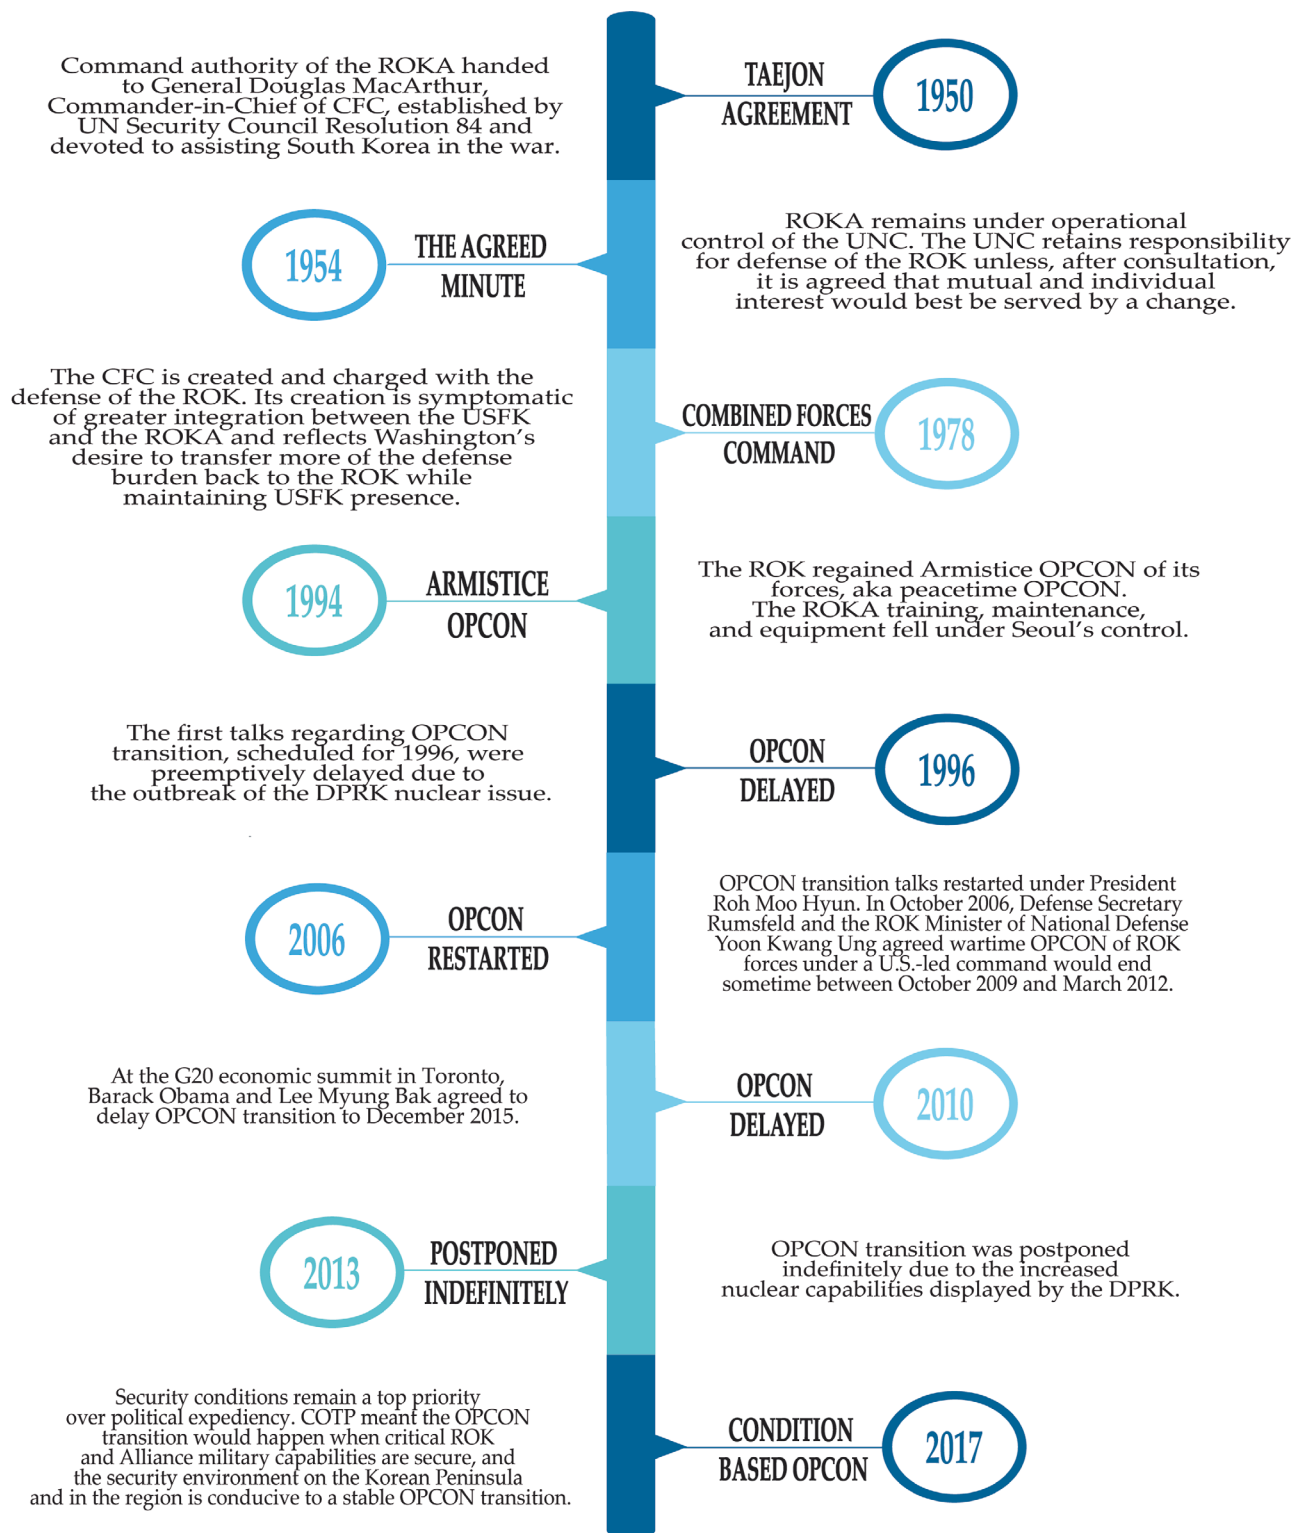 Command authority of the ROKA handed
to General Douglas MacArthur,
Commander-in-Chief of CFC, established by
UN Security Council Resolution 84 and
devoted to assisting South Korea in the war.
TAEJON
AGREEMENT
1950
1954
THE AGREED
MINUTE
ROKA remains under operational
control of the UNC. The UNC retains responsibility
for defense of the ROK unless, after consultation,
it is agreed that mutual and individual
interest would best be served by a change.
The CFC is created and charged with the
defense of the ROK. Its creation is symptomatic
of greater integration between the USFK
and the ROKA and reflects Washington's
desire to transfer more of the defense
burden back to the ROK while
maintaining USFK presence.
COMBINED FORCES
COMMAND
1978
1994
ARMISTICE
OPCON
The ROK regained Armistice OPCON of its
forces, aka peacetime OPCON.
The ROKA training, maintenance,
and equipment fell under Seoul's control.
The first talks regarding OPCON
transition, scheduled for 1996, were
preemptively delayed due to
the outbreak of the DPRK nuclear issue.
OPCON
DELAYED
1996
2006
OPCON
RESTARTED
OPCON transition talks restarted under President
Roh Moo Hyun. In October 2006, Defense Secretary
Rumsfeld and the ROK Minister of National Defense
Yoon Kwang Ung agreed wartime OPCON of ROK
forces under a U.S.-led command would end
sometime between October 2009 and March 2012.
At the G20 economic summit in Toronto,
Barack Obama and Lee Myung Bak agreed to
delay OPCON transition to December 2015.
OPCON
DELAYED
2010
2013
POSTPONED
INDEFINITELY
OPCON transition was postponed
indefinitely due to the increased
nuclear capabilities displayed by the DPRK.
Security conditions remain a top priority
over political expediency. COTP meant the OPCON
transition would happen when critical ROK
and Alliance military capabilities are secure, and
the security environment on the Korean Peninsula
and in the region is conducive to a stable OPCON transition.
CONDITION
BASED OPCON
2017